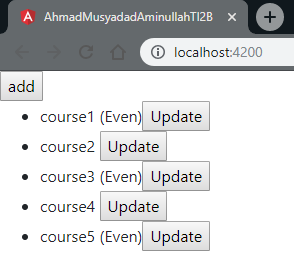 AhmadMusyadadAminullahTI2B
localhost:4200
add
course1 (Even) Update
course2 Update
course3 (Even) Update
course4 Update
course5 (Even) Update